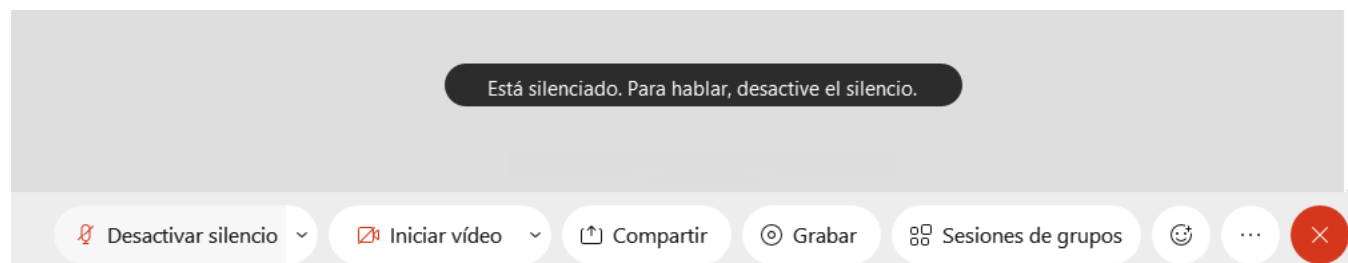 Está silenciado. Para hablar, desactive el silencio.
Desactivar silencio Iniciar vídeo Compartir Grabar Sesiones de grupos